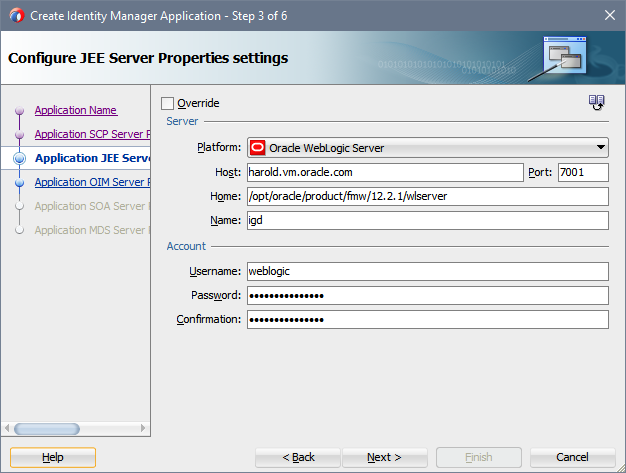 Create Identity Manager Application - Step 3 of 6
Configure JEE Server Properties settings
Application Name
Application SCP Server
Application JEE Serve
Application OIM Server
Application SOA Server
Application MDS Server
Override
Server
Platform: Oracle WebLogic Server
Host: harold.vm.oracle.com Port: 7001
Home: /opt/oracle/product/fmw/12.2.1/wlserver
Name: igd
Account
Username: weblogic
Password: •••••••••••••••
Confirmation: •••••••••••••••
Help < Back Next > Finish Cancel